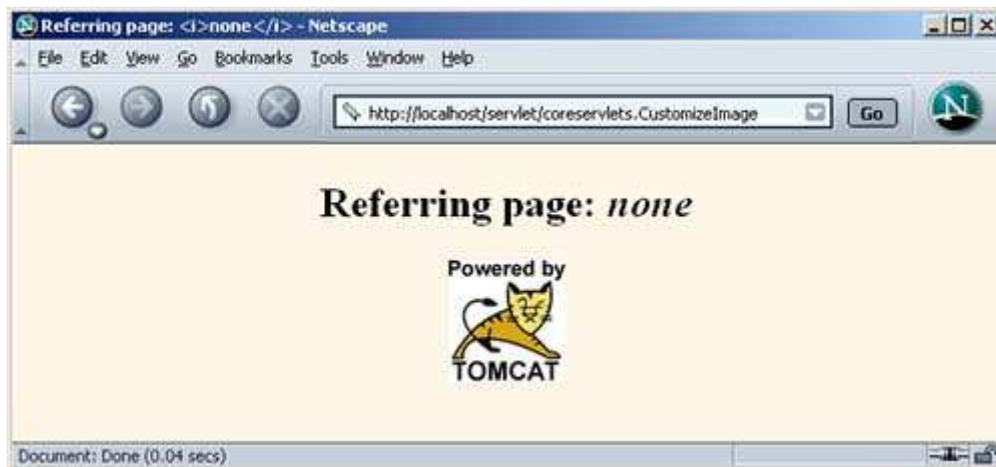 Referring page: <i>none</i> - Netscape
File Edit View Go Bookmarks Tools Window Help
http://localhost/servlet/coreservlets.CustomizeImage Go N
Referring page: none
Powered by
TOMCAT
Document: Done (0.04 secs)